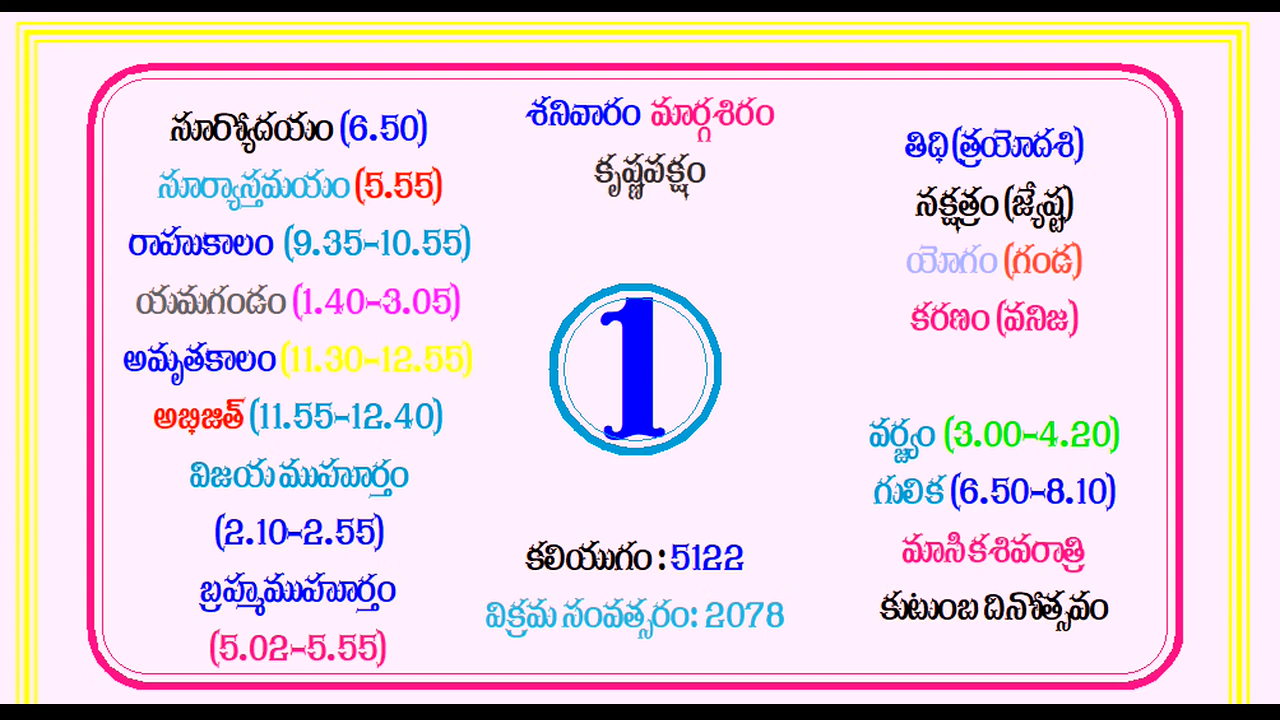 సూర్యోదయం (6.50)
సూర్యాస్తమయం (5.55)
రాహుకాలం (9.35-10.55)
యమగండం (1.40-3.05)
అమృతకాలం (11.30-12.55)
అభిజిత్ (11.55-12.40)
విజయ ముహూర్తం
(2.10-2.55)
బ్రహ్మముహూర్తం
(5.02-5.55)
శనివారం మార్గశిరం
కృష్ణపక్షం
1
కలియుగం : 5122
విక్రమ సంవత్సరం: 2078
తిధి (త్రయోదశి)
నక్షత్రం (జ్యేష్ట)
యోగం (గండ)
కరణం (వనిజ)
వర్జ్యం (3.00-4.20)
గులిక (6.50-8.10)
మాసికశివరాత్రి
కుటుంబ దినోత్సవం